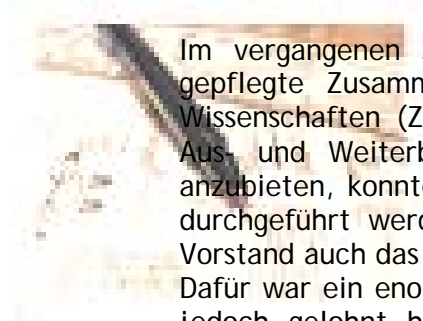 Im vergangenen
gepflegte Zusamm
Wissenschaften (Z
Aus- und Weiterb
anzubieten, konnte
durchgeführt werd
Vorstand auch das
Dafür war ein eno
jedoch gelohnt h